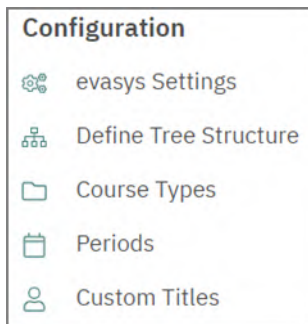 Configuration
evasys Settings
Define Tree Structure
Course Types
Periods
Custom Titles